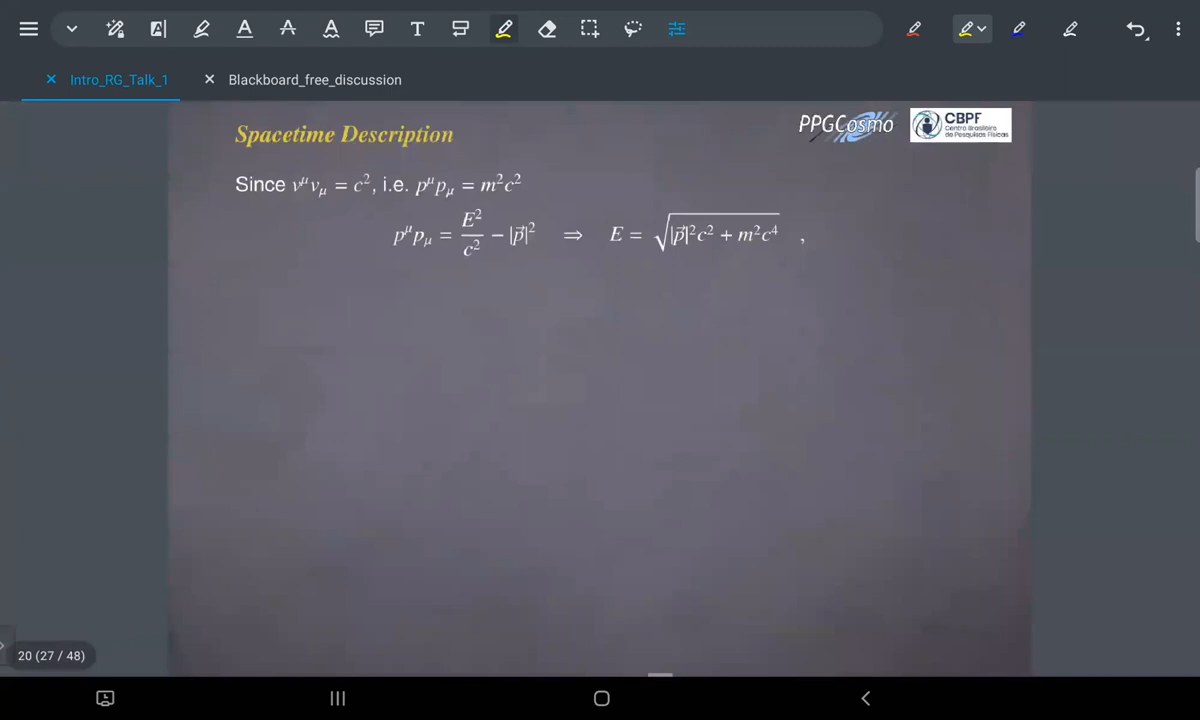 Intro_RG_Talk_1
Blackboard_free_discussion
Spacetime Description
PPGCosmo
CBPF
Centro Brasileiro
de Pesquisas Físicas
Since v^μ v_μ = c², i.e. p^μ p_μ = m²c²
p^μ p_μ = E²/c² − |p⃗|² ⇒ E = √(|p⃗|²c² + m²c⁴) ,
20 (27 / 48)